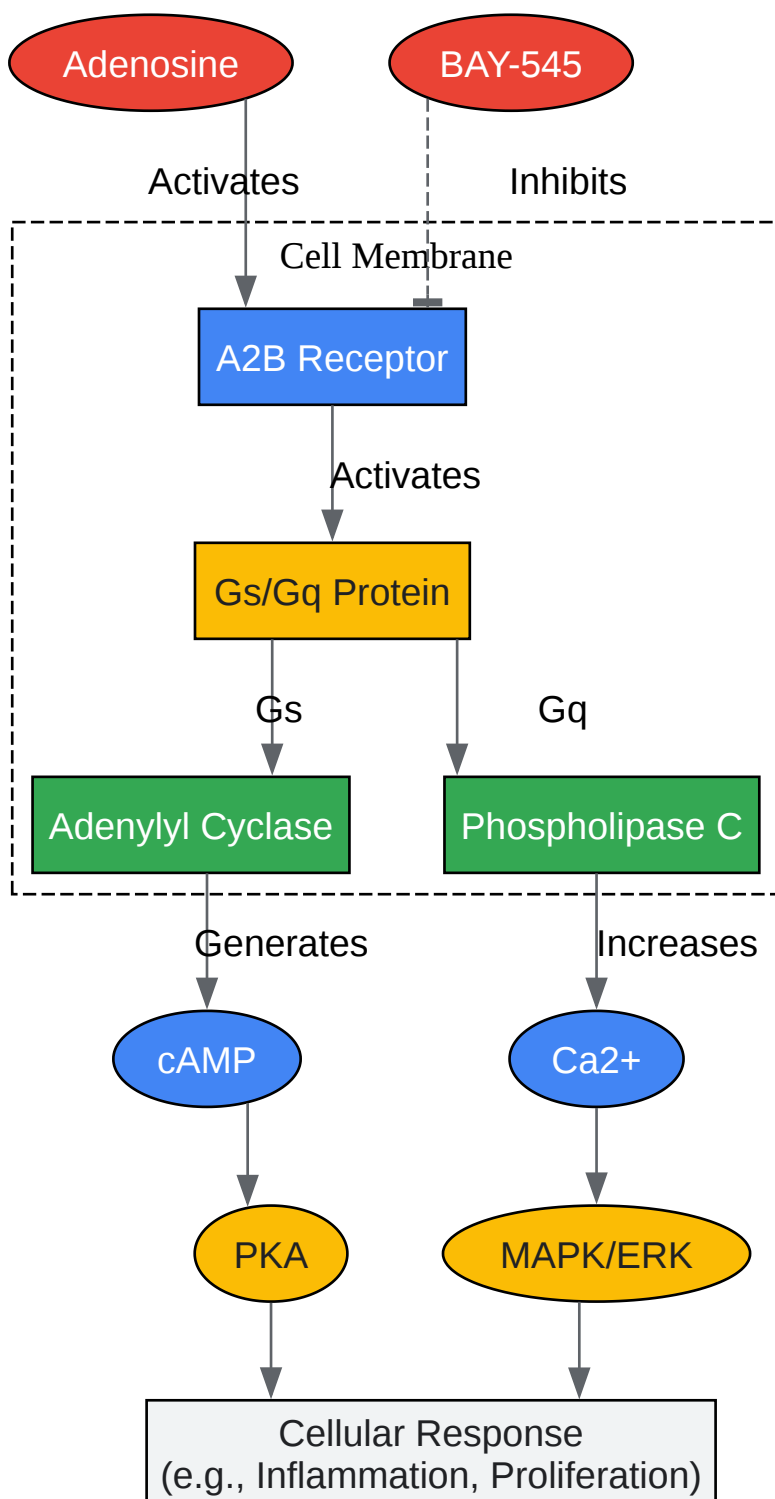 Adenosine
BAY-545
Activates
Inhibits
Cell Membrane
A2B Receptor
Activates
Gs/Gq Protein
Gs
Gq
Adenylyl Cyclase
Phospholipase C
Generates
Increases
cAMP
Ca2+
PKA
MAPK/ERK
Cellular Response
(e.g., Inflammation, Proliferation)